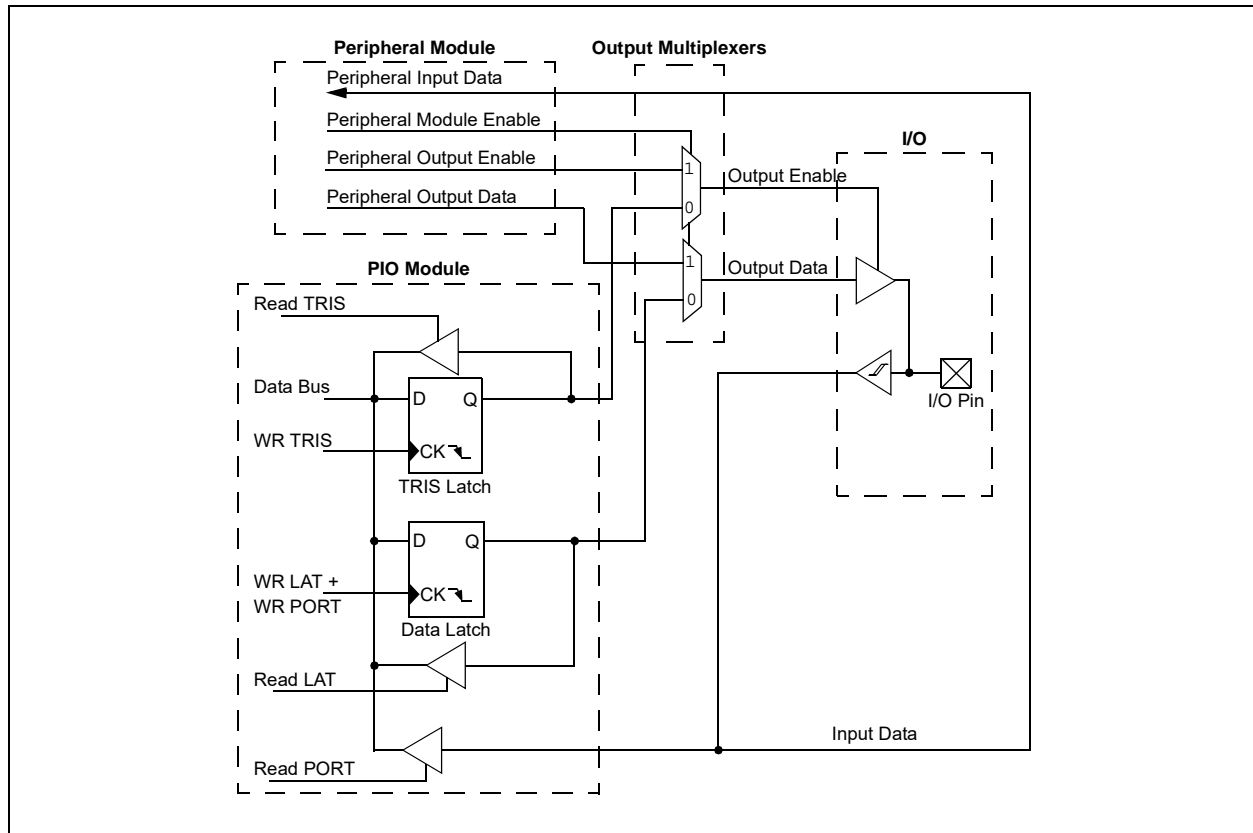 Peripheral Module
Output Multiplexers
Peripheral Input Data
Peripheral Module Enable
Peripheral Output Enable
Peripheral Output Data
1
0
Output Enable
1
0
Output Data
I/O
I/O Pin
PIO Module
Read TRIS
Data Bus
D Q
WR TRIS
CK
TRIS Latch
D Q
WR LAT +
WR PORT
CK
Data Latch
Read LAT
Read PORT
Input Data